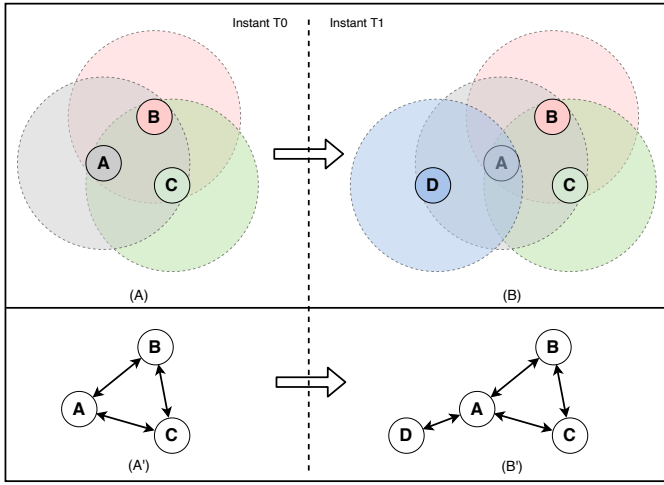 Instant T0 Instant T1
B B
A A
C D C
(A) (B)
B B
A A
C D C
(A') (B')